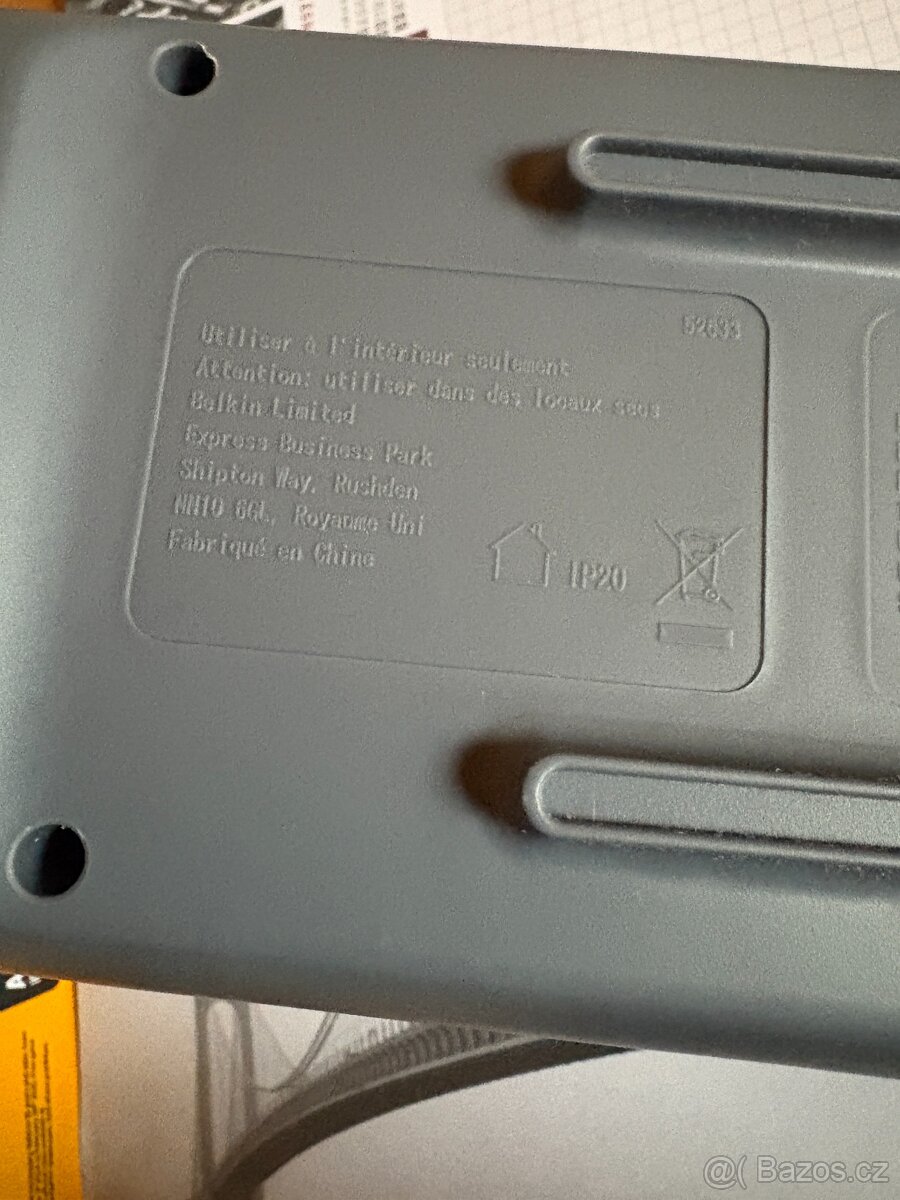 52633
Utiliser à l'intérieur seulement
Attention: utiliser dans des locaux secs
Belkin Limited
Express Business Park
Shipton Way, Rushden
NN10 6GL, Royaume Uni
Fabriqué en Chine
IP20
@( Bazos.cz